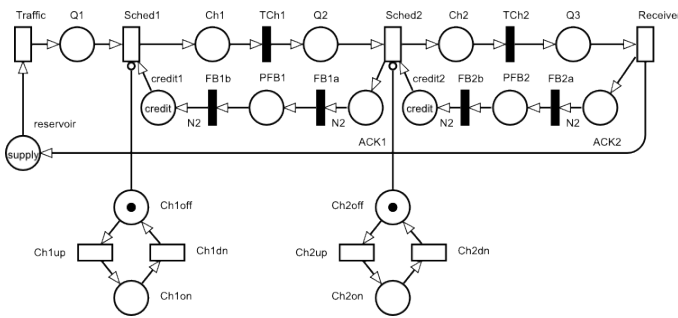 Traffic Q1 Sched1 Ch1 TCh1 Q2 Sched2 Ch2 TCh2 Q3 Receiver
credit1 FB1b PFB1 FB1a credit2 FB2b PFB2 FB2a
credit credit
reservoir N2 N2 N2 N2
supply ACK1 ACK2
Ch1off Ch2off
Ch1up Ch1dn Ch2up Ch2dn
Ch1on Ch2on